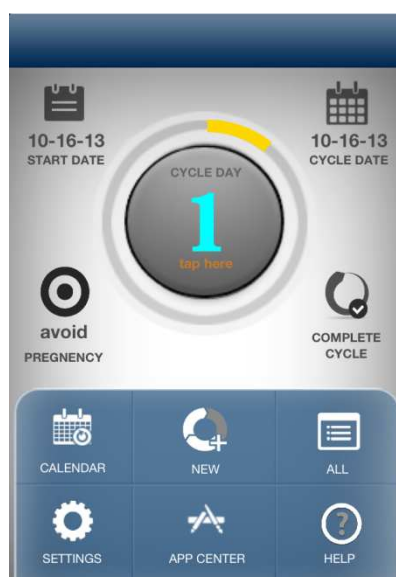 10-16-13
START DATE
10-16-13
CYCLE DATE
CYCLE DAY
1
tap here
avoid
PREGNENCY
COMPLETE
CYCLE
CALENDAR
NEW
ALL
SETTINGS
APP CENTER
HELP